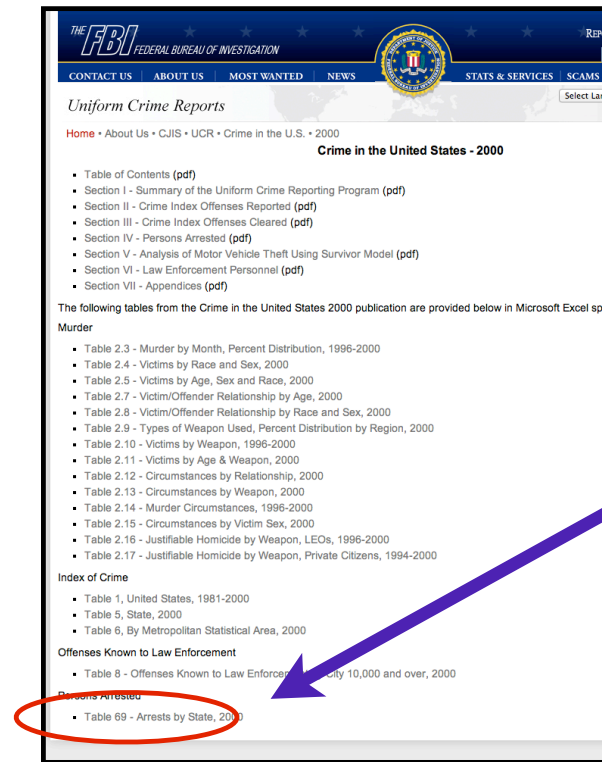 THE FBI FEDERAL BUREAU OF INVESTIGATION
CONTACT US | ABOUT US | MOST WANTED | NEWS STATS & SERVICES | SCAMS
Uniform Crime Reports
Home • About Us • CJIS • UCR • Crime in the U.S. • 2000
Crime in the United States - 2000
Table of Contents (pdf)
Section I - Summary of the Uniform Crime Reporting Program (pdf)
Section II - Crime Index Offenses Reported (pdf)
Section III - Crime Index Offenses Cleared (pdf)
Section IV - Persons Arrested (pdf)
Section V - Analysis of Motor Vehicle Theft Using Survivor Model (pdf)
Section VI - Law Enforcement Personnel (pdf)
Section VII - Appendices (pdf)
The following tables from the Crime in the United States 2000 publication are provided below in Microsoft Excel sp
Murder
Table 2.3 - Murder by Month, Percent Distribution, 1996-2000
Table 2.4 - Victims by Race and Sex, 2000
Table 2.5 - Victims by Age, Sex and Race, 2000
Table 2.7 - Victim/Offender Relationship by Age, 2000
Table 2.8 - Victim/Offender Relationship by Race and Sex, 2000
Table 2.9 - Types of Weapon Used, Percent Distribution by Region, 2000
Table 2.10 - Victims by Weapon, 1996-2000
Table 2.11 - Victims by Age & Weapon, 2000
Table 2.12 - Circumstances by Relationship, 2000
Table 2.13 - Circumstances by Weapon, 2000
Table 2.14 - Murder Circumstances, 1996-2000
Table 2.15 - Circumstances by Victim Sex, 2000
Table 2.16 - Justifiable Homicide by Weapon, LEOs, 1996-2000
Table 2.17 - Justifiable Homicide by Weapon, Private Citizens, 1994-2000
Index of Crime
Table 1, United States, 1981-2000
Table 5, State, 2000
Table 6, By Metropolitan Statistical Area, 2000
Offenses Known to Law Enforcement
Table 8 - Offenses Known to Law City 10,000 and over, 2000
Persons Arrested
Table 69 - Arrests by State, 2000